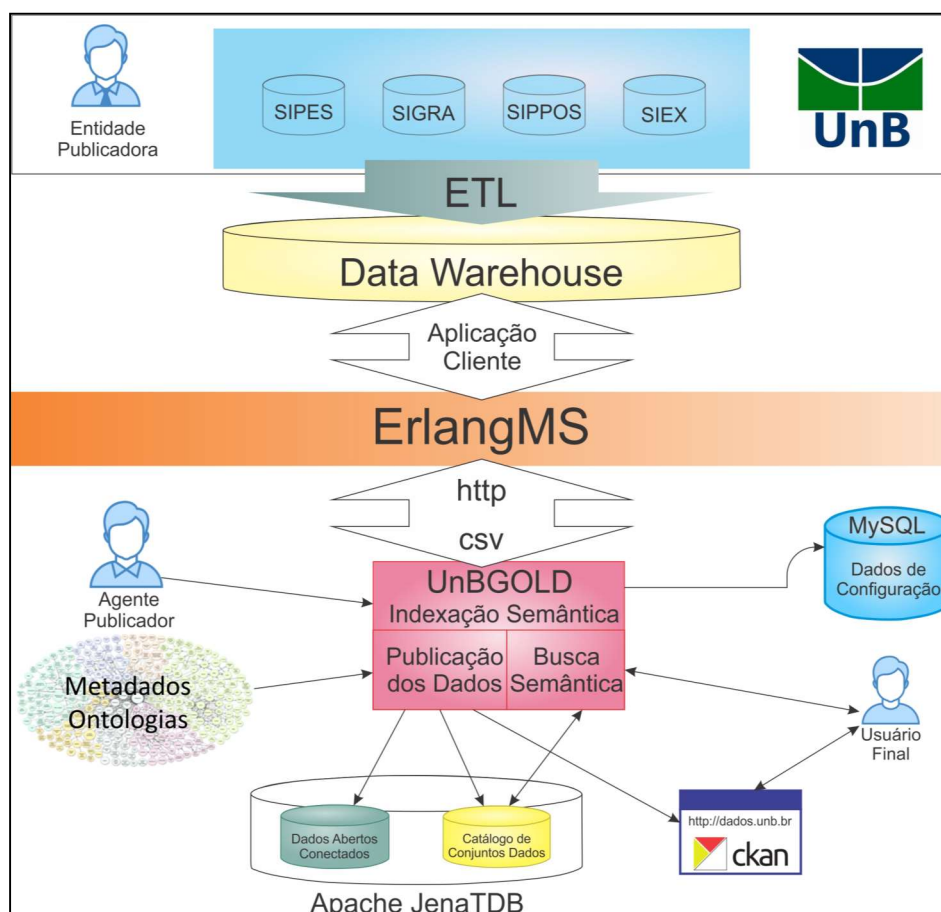 Entidade
Publicadora
SIPES
SIGRA
SIPPOS
SIEX
UnB
ETL
Data Warehouse
Aplicação
Cliente
ErlangMS
http
csv
Agente
Publicador
UnBGOLD
Indexação Semântica
Publicação
dos Dados
Busca
Semântica
MySQL
Dados de
Configuração
Metadados
Ontologias
Usuário
Final
Dados Abertos
Conectados
Catálogo de
Conjuntos Dados
http://dados.unb.br
ckan
Apache JenaTDB